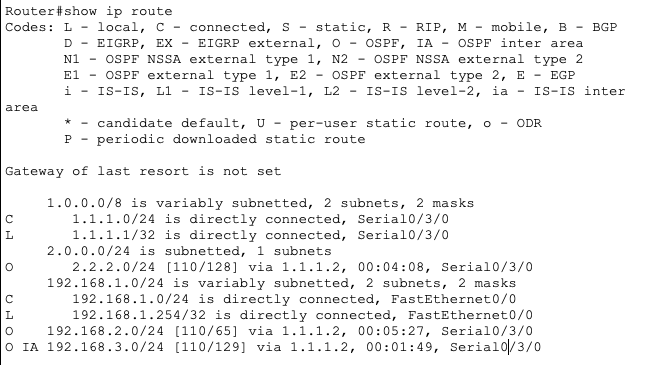 Router#show ip route
Codes: L - local, C - connected, S - static, R - RIP, M - mobile, B - BGP
       D - EIGRP, EX - EIGRP external, O - OSPF, IA - OSPF inter area
       N1 - OSPF NSSA external type 1, N2 - OSPF NSSA external type 2
       E1 - OSPF external type 1, E2 - OSPF external type 2, E - EGP
       i - IS-IS, L1 - IS-IS level-1, L2 - IS-IS level-2, ia - IS-IS inter
area
       * - candidate default, U - per-user static route, o - ODR
       P - periodic downloaded static route

Gateway of last resort is not set

     1.0.0.0/8 is variably subnetted, 2 subnets, 2 masks
C       1.1.1.0/24 is directly connected, Serial0/3/0
L       1.1.1.1/32 is directly connected, Serial0/3/0
     2.0.0.0/24 is subnetted, 1 subnets
O       2.2.2.0/24 [110/128] via 1.1.1.2, 00:04:08, Serial0/3/0
     192.168.1.0/24 is variably subnetted, 2 subnets, 2 masks
C       192.168.1.0/24 is directly connected, FastEthernet0/0
L       192.168.1.254/32 is directly connected, FastEthernet0/0
O    192.168.2.0/24 [110/65] via 1.1.1.2, 00:05:27, Serial0/3/0
O IA 192.168.3.0/24 [110/129] via 1.1.1.2, 00:01:49, Serial0/3/0